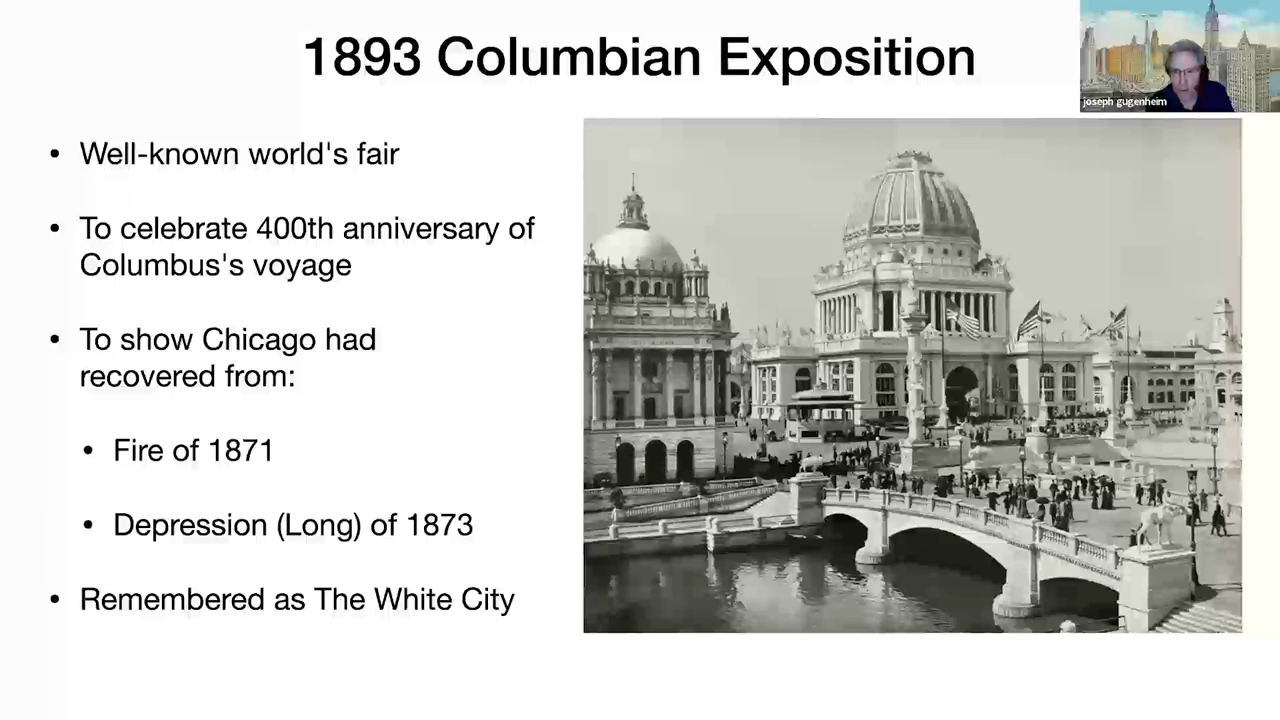 1893 Columbian Exposition
joseph gugenheim
• Well-known world's fair
• To celebrate 400th anniversary of
Columbus's voyage
• To show Chicago had
recovered from:
• Fire of 1871
• Depression (Long) of 1873
• Remembered as The White City